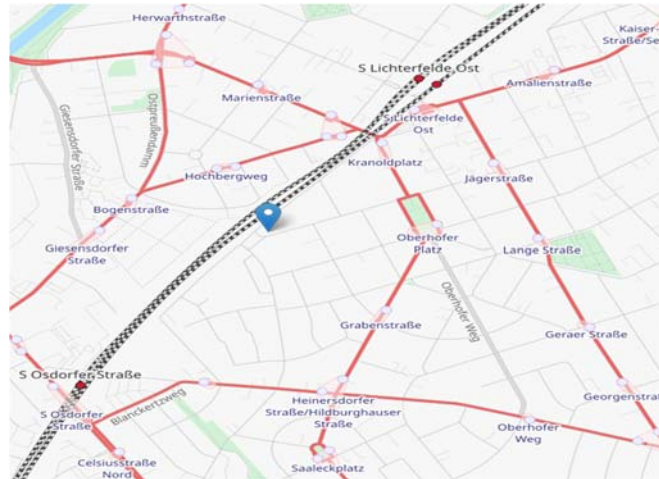 Herwarthstraße
Kaiser-
Straße/Se
S Lichterfelde Ost
Amalienstraße
Marienstraße
S Lichterfelde
Ost
Giesensdorfer Straße
Ostpreußendamm
Kranoldplatz
Hochbergweg
Jägerstraße
Bogenstraße
Giesensdorfer
Straße
Oberhofer
Platz
Lange Straße
Oberhofer Weg
Grabenstraße
Geraer Straße
S Osdorfer Straße
S Osdorfer
Straße
Blanckertzweg
Heinersdorfer
Straße/Hildburghauser
Straße
Georgenstraße
Oberhofer
Weg
Celsiusstraße
Nord
Saaleckplatz